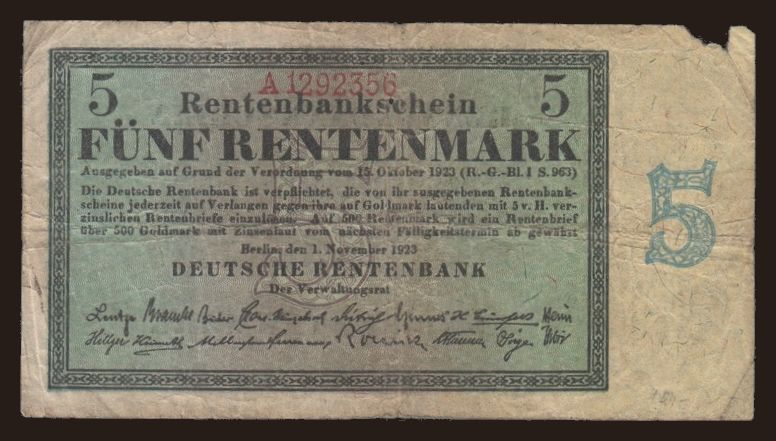 A 1292356
5 5
Rentenbankschein
FÜNF RENTENMARK
Ausgegeben auf Grund der Verordnung vom 15. Oktober 1923 (R.-G.-Bl. I S. 963)
Die Deutsche Rentenbank ist verpflichtet, die von ihr ausgegebenen Rentenbank-
scheine jederzeit auf Verlangen gegen ihre auf Goldmark lautenden mit 5 v. H. ver-
zinslichen Rentenbriefe einzulösen. Auf 500 Rentenmark wird ein Rentenbrief
über 500 Goldmark mit Zinsenlauf vom nächsten Fälligkeitstermin ab gewährt
Berlin, den 1. November 1923
DEUTSCHE RENTENBANK
Der Verwaltungsrat
5